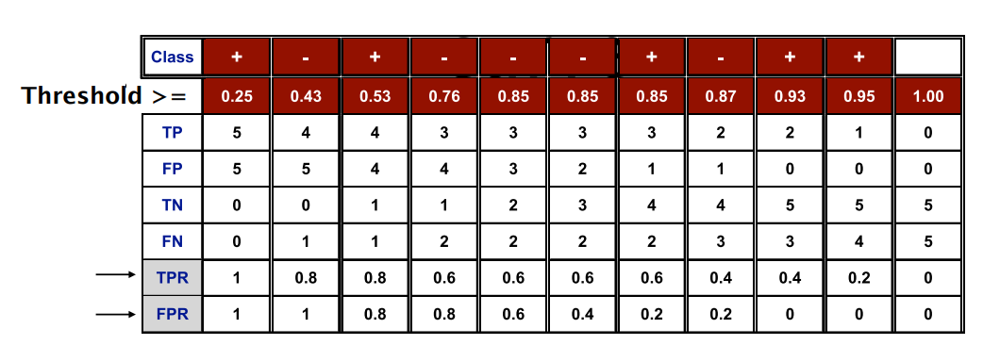 Class + - + - - - + - + +
Threshold >= 0.25 0.43 0.53 0.76 0.85 0.85 0.85 0.87 0.93 0.95 1.00
TP 5 4 4 3 3 3 3 2 2 1 0
FP 5 5 4 4 3 2 1 1 0 0 0
TN 0 0 1 1 2 3 4 4 5 5 5
FN 0 1 1 2 2 2 2 3 3 4 5
TPR 1 0.8 0.8 0.6 0.6 0.6 0.6 0.4 0.4 0.2 0
FPR 1 1 0.8 0.8 0.6 0.4 0.2 0.2 0 0 0